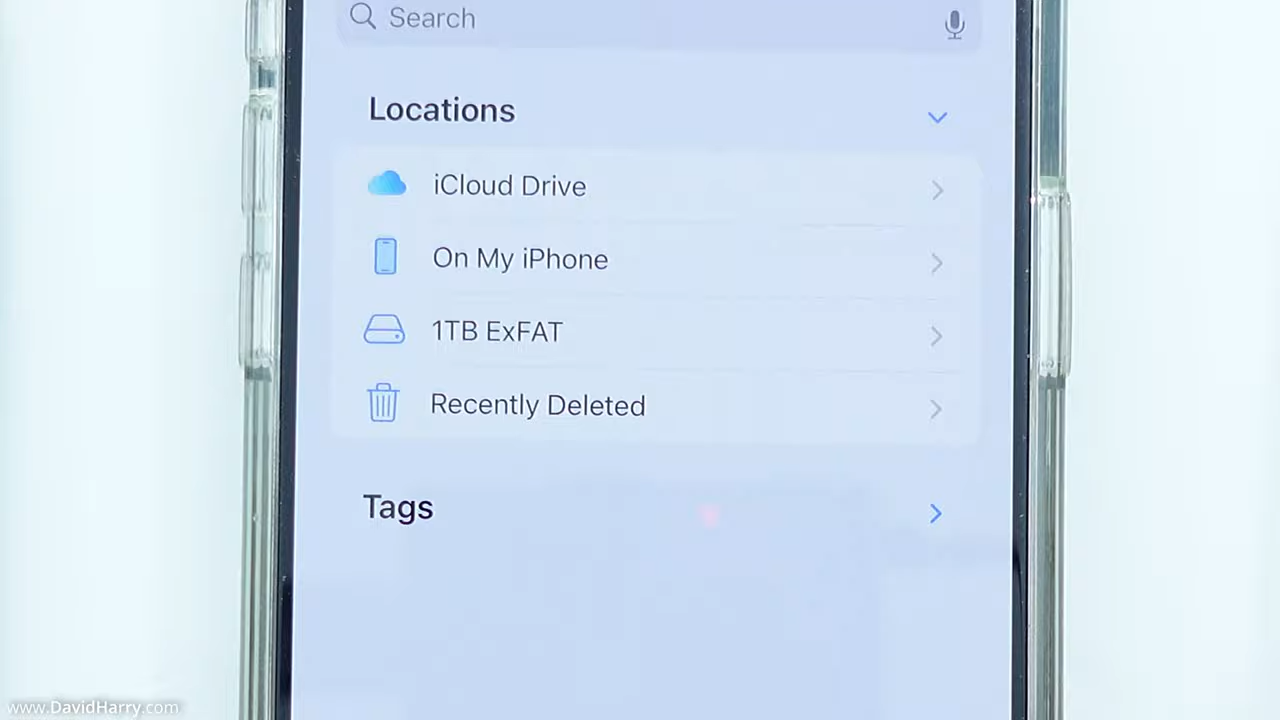 Search
Locations
iCloud Drive
On My iPhone
1TB ExFAT
Recently Deleted
Tags
www.DavidHarry.com